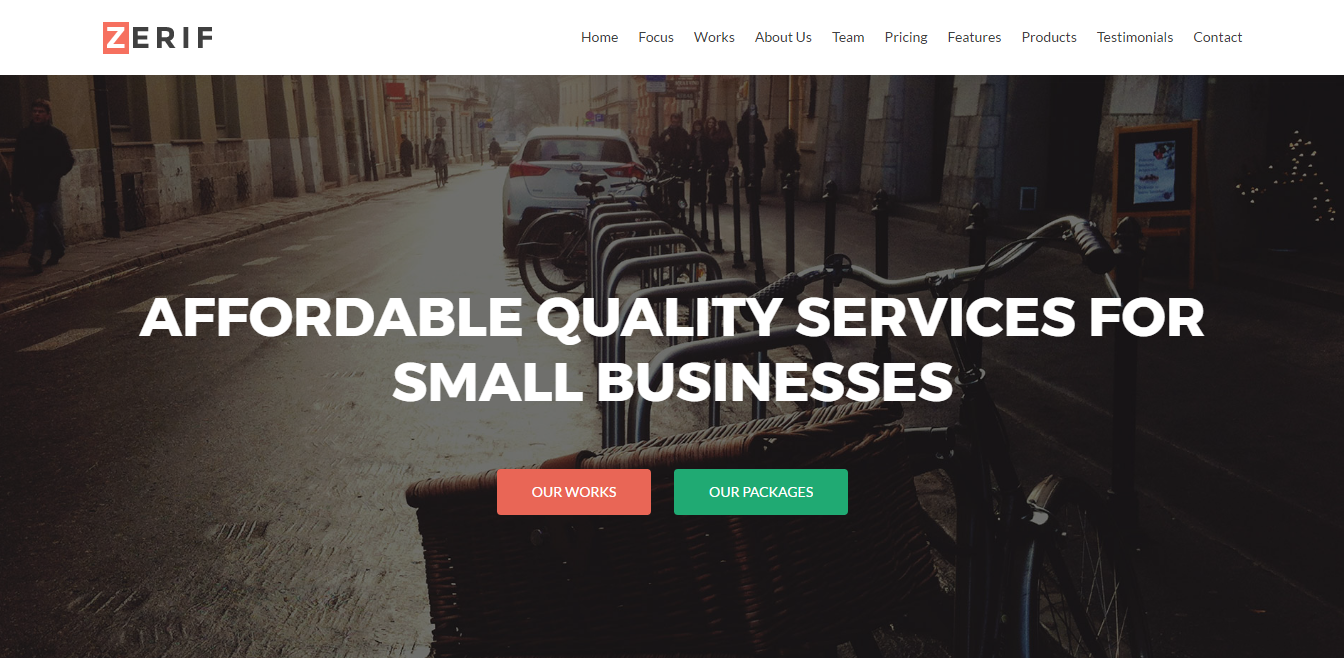 ZERIF
Home Focus Works About Us Team Pricing Features Products Testimonials Contact
AFFORDABLE QUALITY SERVICES FOR
SMALL BUSINESSES
OUR WORKS OUR PACKAGES